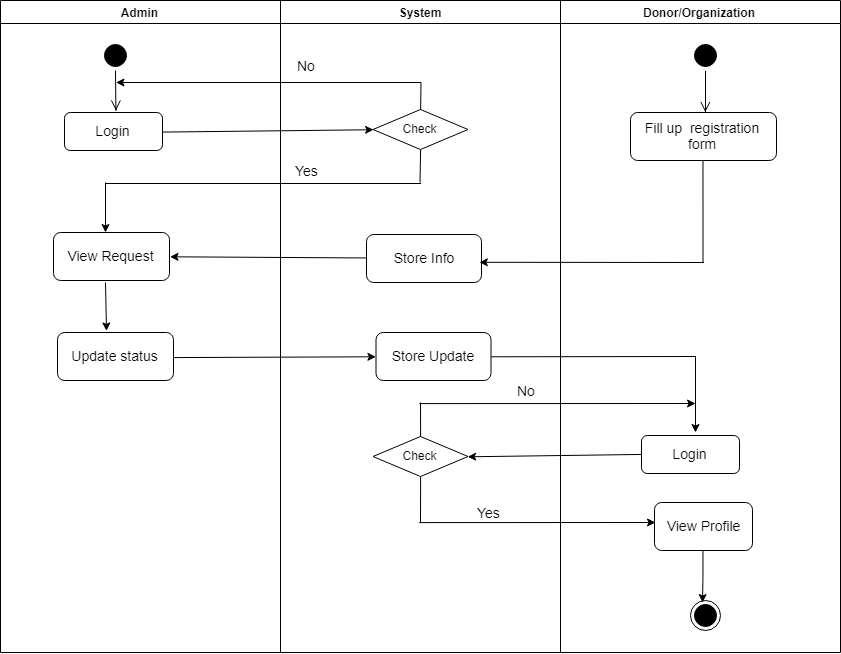 Admin
System
Donor/Organization
No
Login
Check
Fill up registration
form
Yes
View Request
Store Info
Update status
Store Update
No
Check
Login
Yes
View Profile